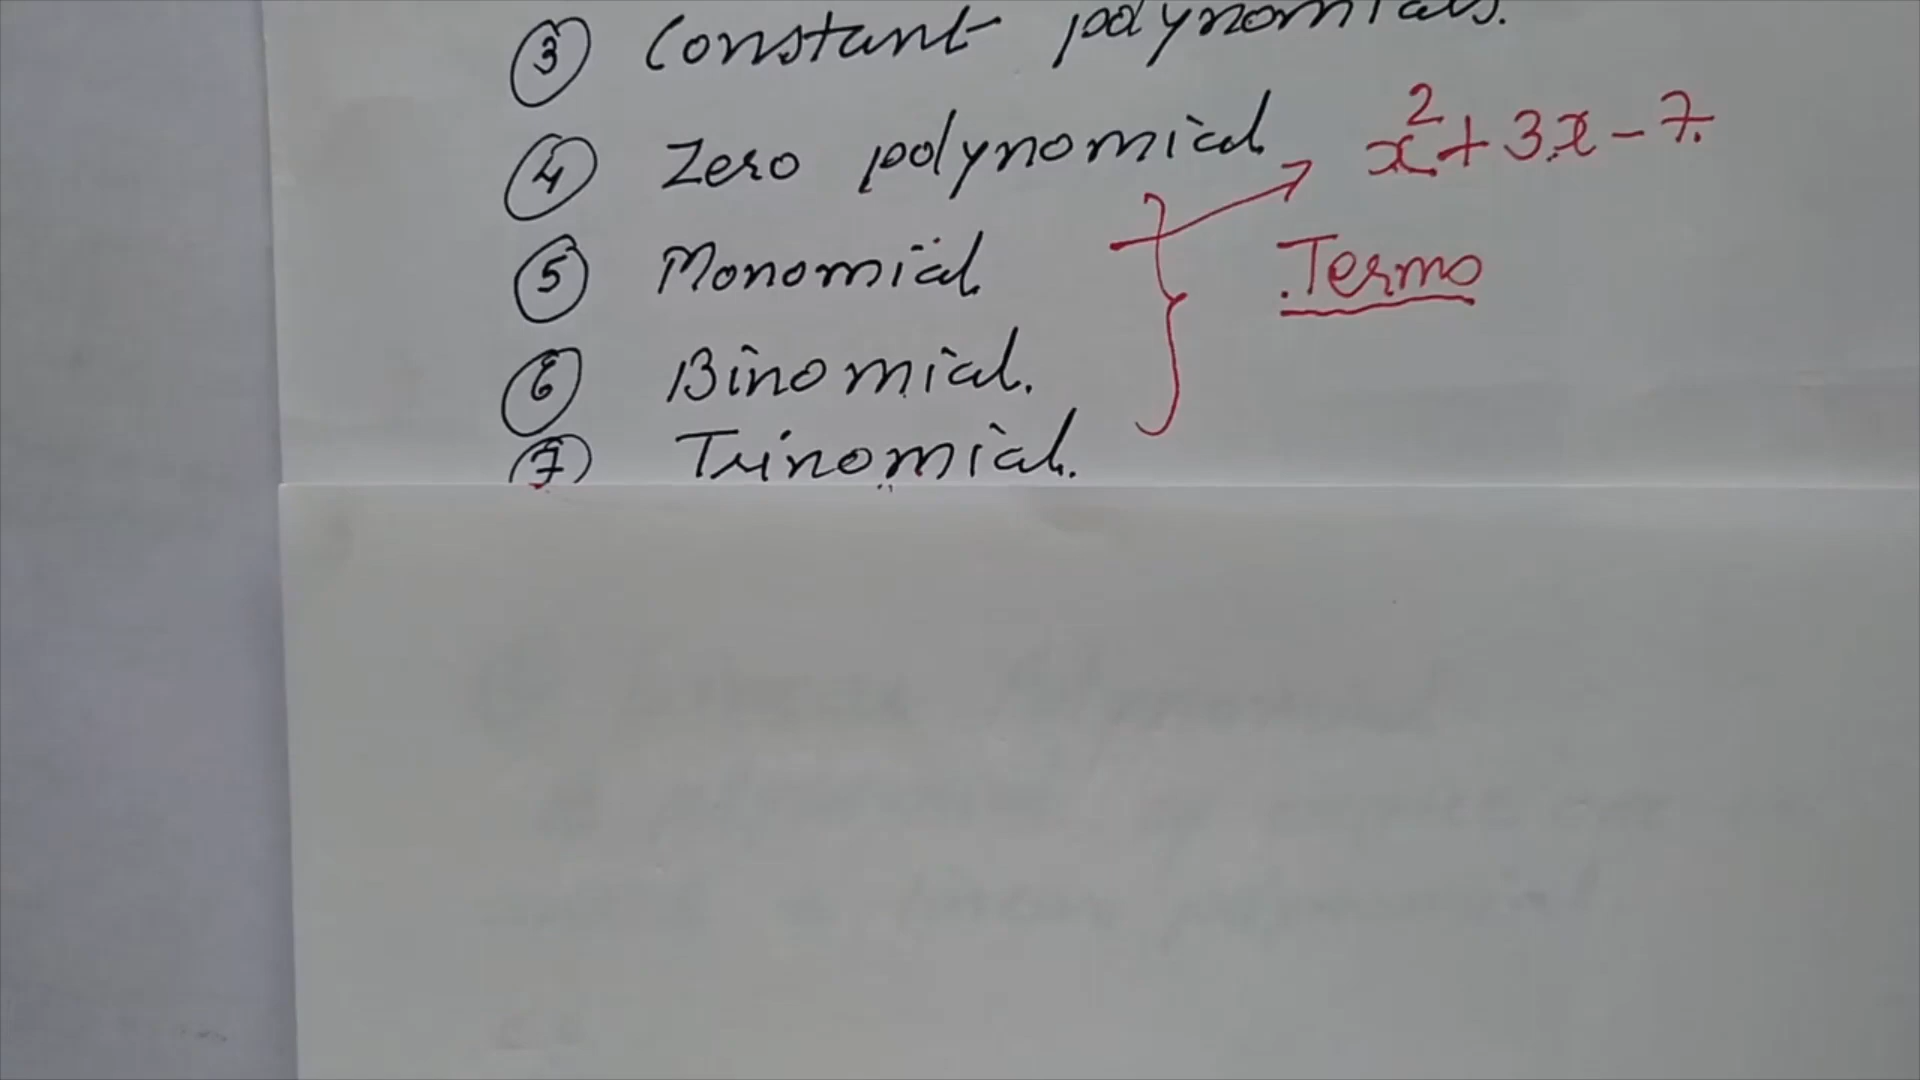 ③ Constant polynomials.
④ Zero polynomial
x² + 3x - 7.
⑤ Monomial
Terms
⑥ Binomial.
⑦ Trinomial.